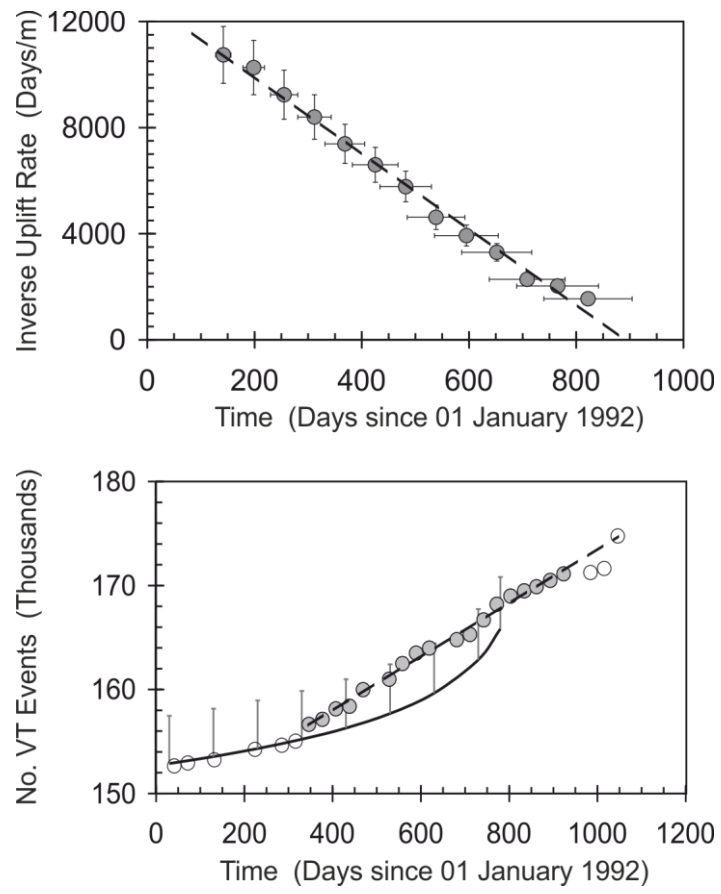 12000
8000
4000
0
Inverse Uplift Rate (Days/m)
0 200 400 600 800 1000
Time (Days since 01 January 1992)
180
170
160
150
No. VT Events (Thousands)
0 200 400 600 800 1000 1200
Time (Days since 01 January 1992)